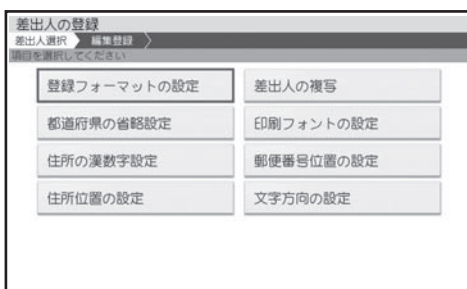 差出人の登録
差出人選択 編集登録
項目を選択してください
登録フォーマットの設定 差出人の複写
都道府県の省略設定 印刷フォントの設定
住所の漢数字設定 郵便番号位置の設定
住所位置の設定 文字方向の設定